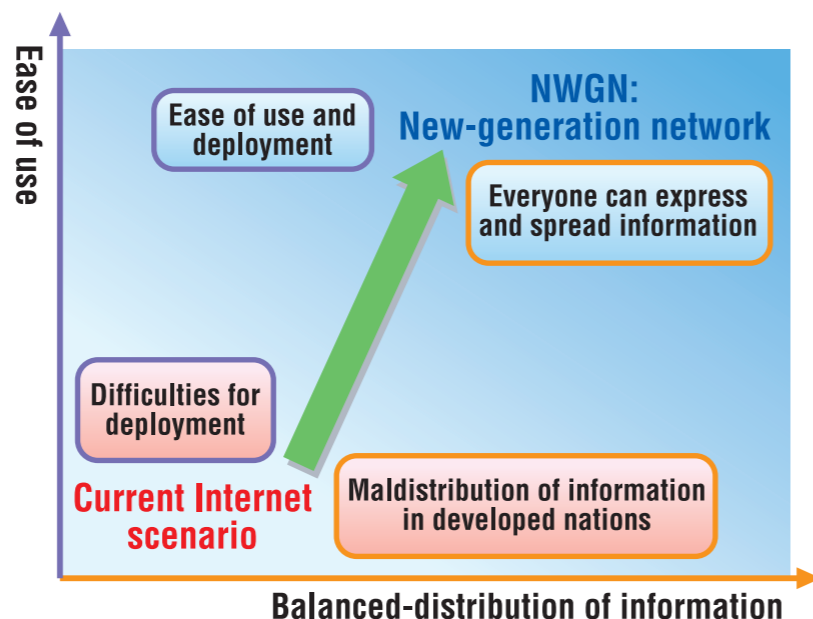 Ease of use
Ease of use and
deployment
NWGN:
New-generation network
Everyone can express
and spread information
Difficulties for
deployment
Current Internet
scenario
Maldistribution of information
in developed nations
Balanced-distribution of information